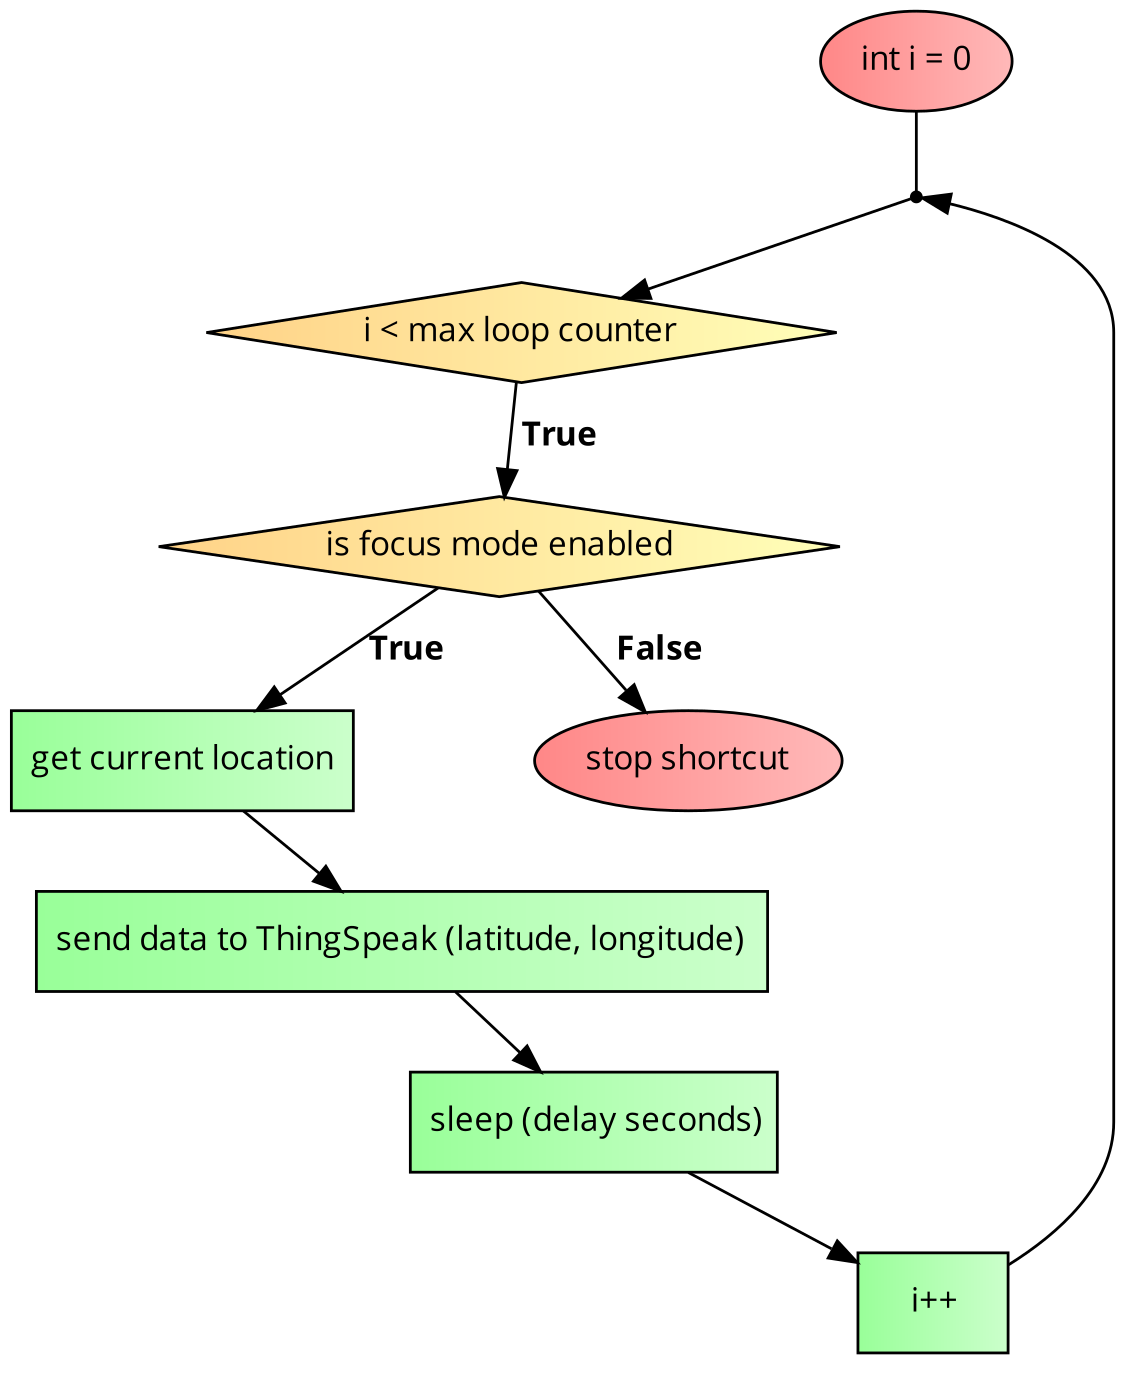 int i = 0
i < max loop counter
True
is focus mode enabled
True
False
get current location
stop shortcut
send data to ThingSpeak (latitude, longitude)
sleep (delay seconds)
i++